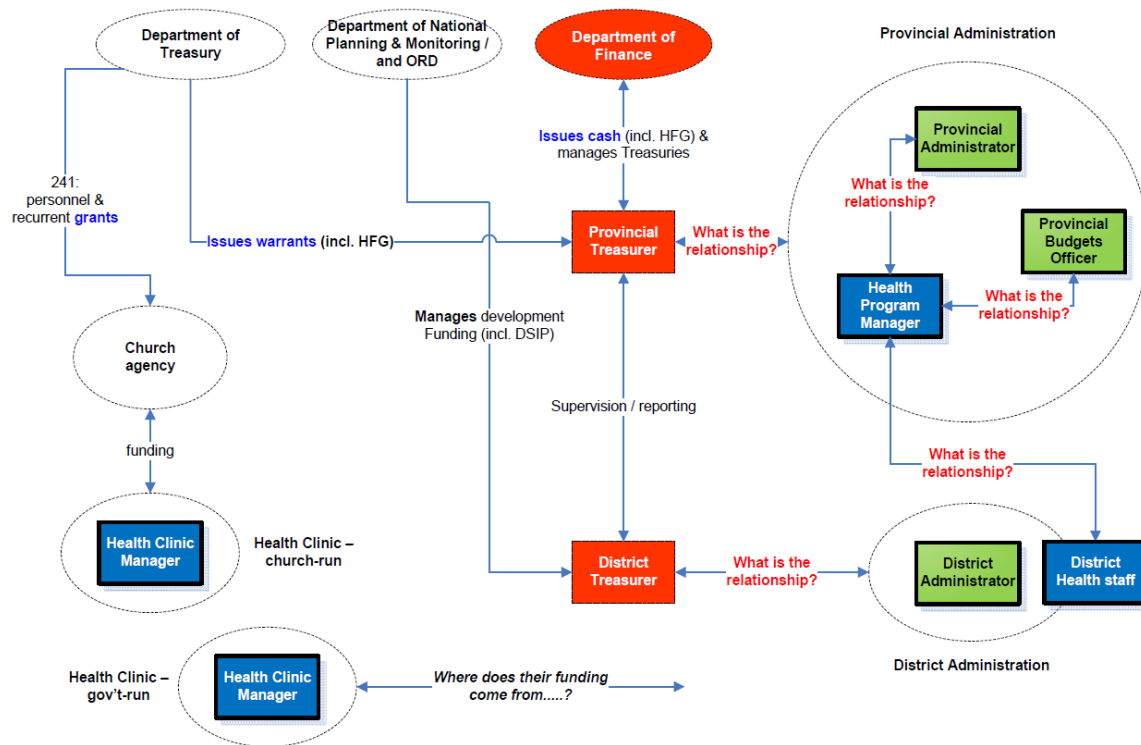 Department of
Treasury
Department of National
Planning & Monitoring /
and ORD
Department
of Finance
Provincial Administration
Issues cash (incl. HFG) &
manages Treasuries
Provincial
Administrator
What is the
relationship?
241:
personnel &
recurrent grants
Issues warrants (incl. HFG)
Provincial
Treasurer
What is the
relationship?
Provincial
Budgets
Officer
Health
Program
Manager
What is the
relationship?
Manages development
Funding (incl. DSIP)
Church
agency
Supervision / reporting
funding
What is the
relationship?
Health Clinic
Manager
Health Clinic –
church-run
District
Treasurer
What is the
relationship?
District
Administrator
District
Health staff
District Administration
Health Clinic –
gov’t-run
Health Clinic
Manager
Where does their funding
come from.....?